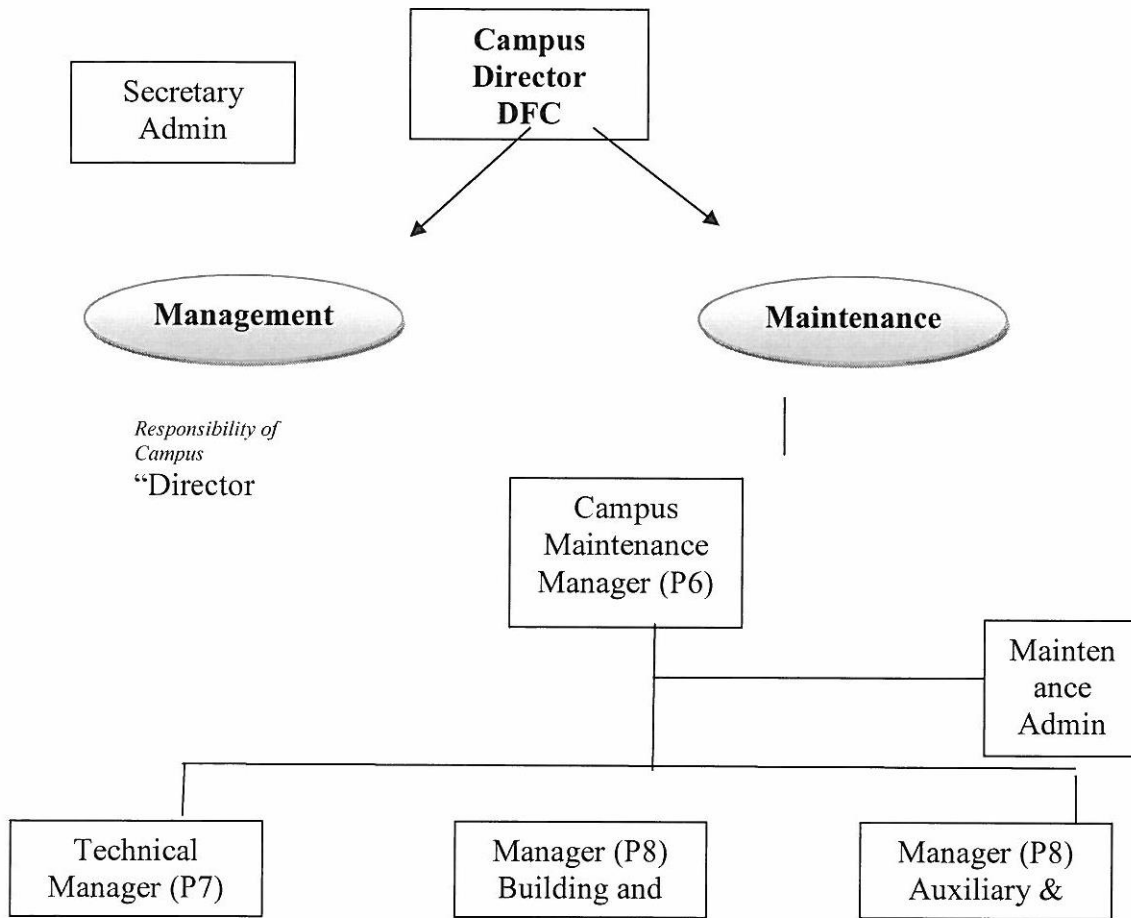 Campus
Director
DFC
Secretary
Admin
Management
Maintenance
Responsibility of
Campus
“Director
Campus
Maintenance
Manager (P6)
Mainten
ance
Admin
Technical
Manager (P7)
Manager (P8)
Building and
Manager (P8)
Auxiliary &